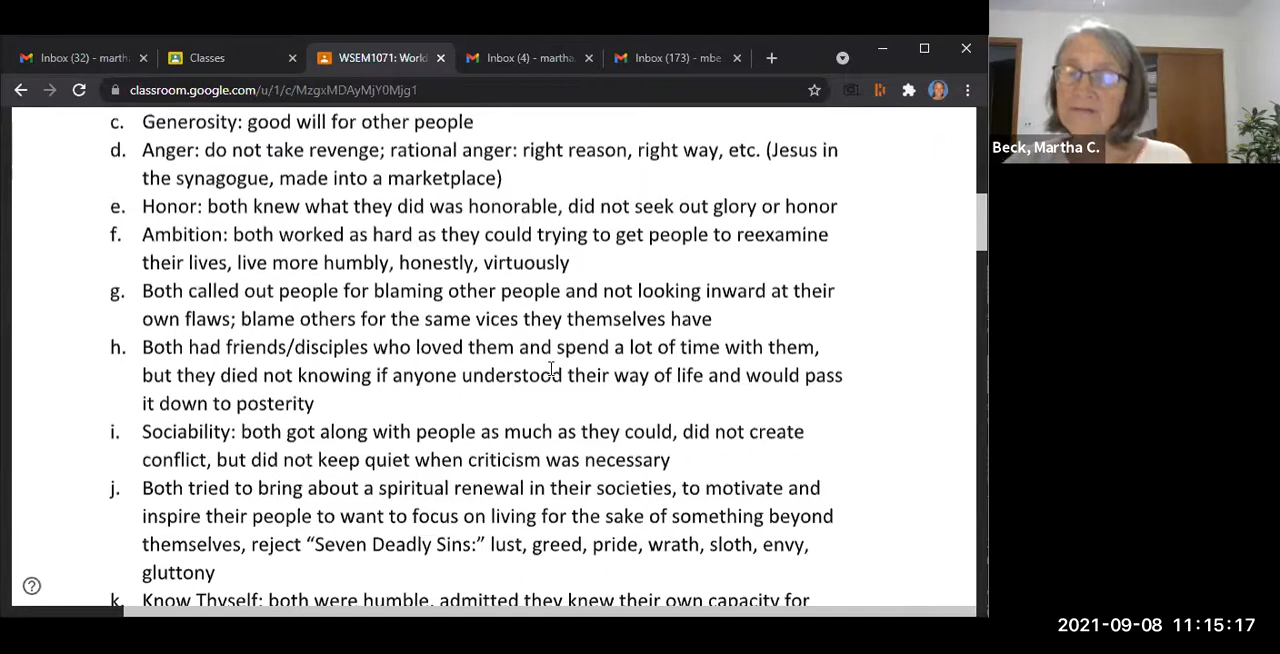 Inbox (32) - marth
Classes
WSEM1071: World
Inbox (4) - martha.
Inbox (173) - mbe
classroom.google.com/u/1/c/MzgxMDAyMjY0Mjg1
c. Generosity: good will for other people
d. Anger: do not take revenge; rational anger: right reason, right way, etc. (Jesus in
the synagogue, made into a marketplace)
e. Honor: both knew what they did was honorable, did not seek out glory or honor
f. Ambition: both worked as hard as they could trying to get people to reexamine
their lives, live more humbly, honestly, virtuously
g. Both called out people for blaming other people and not looking inward at their
own flaws; blame others for the same vices they themselves have
h. Both had friends/disciples who loved them and spend a lot of time with them,
but they died not knowing if anyone understood their way of life and would pass
it down to posterity
i. Sociability: both got along with people as much as they could, did not create
conflict, but did not keep quiet when criticism was necessary
j. Both tried to bring about a spiritual renewal in their societies, to motivate and
inspire their people to want to focus on living for the sake of something beyond
themselves, reject “Seven Deadly Sins:” lust, greed, pride, wrath, sloth, envy,
gluttony
k. Know Thyself: both were humble, admitted they knew their own capacity for
Beck, Martha C.
2021-09-08 11:15:17